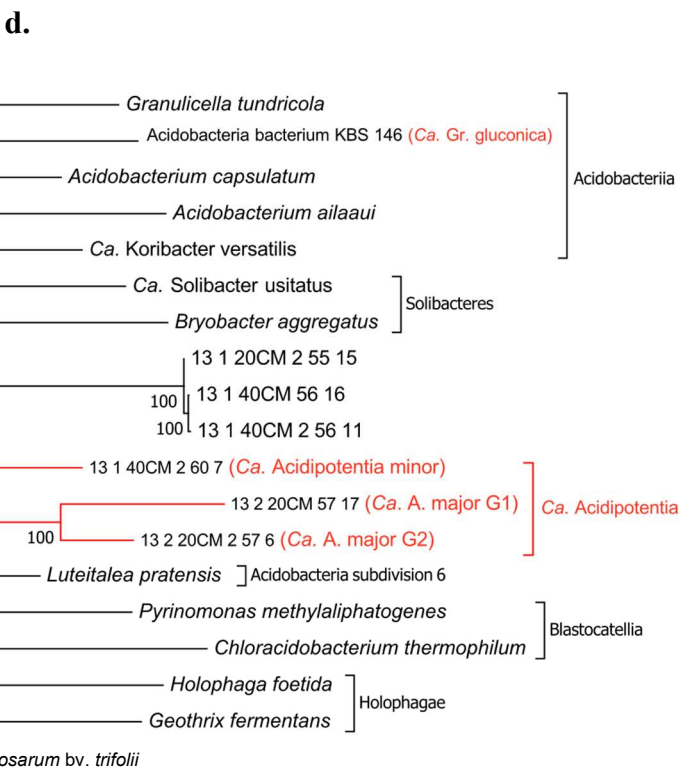 d.
Granulicella tundricola
Acidobacteria bacterium KBS 146 (Ca. Gr. gluconica)
Acidobacterium capsulatum
Acidobacteriia
Acidobacterium ailaaui
Ca. Koribacter versatilis
Ca. Solibacter usitatus
Solibacteres
Bryobacter aggregatus
13 1 20CM 2 55 15
13 1 40CM 56 16
100
13 1 40CM 2 56 11
100
13 1 40CM 2 60 7 (Ca. Acidipotentia minor)
13 2 20CM 57 17 (Ca. A. major G1)
Ca. Acidipotentia
100
13 2 20CM 2 57 6 (Ca. A. major G2)
Luteitalea pratensis
Acidobacteria subdivision 6
Pyrinomonas methylaliphatogenes
Blastocatellia
Chloracidobacterium thermophilum
Holophaga foetida
Holophagae
Geothrix fermentans
osarum bv. trifolii